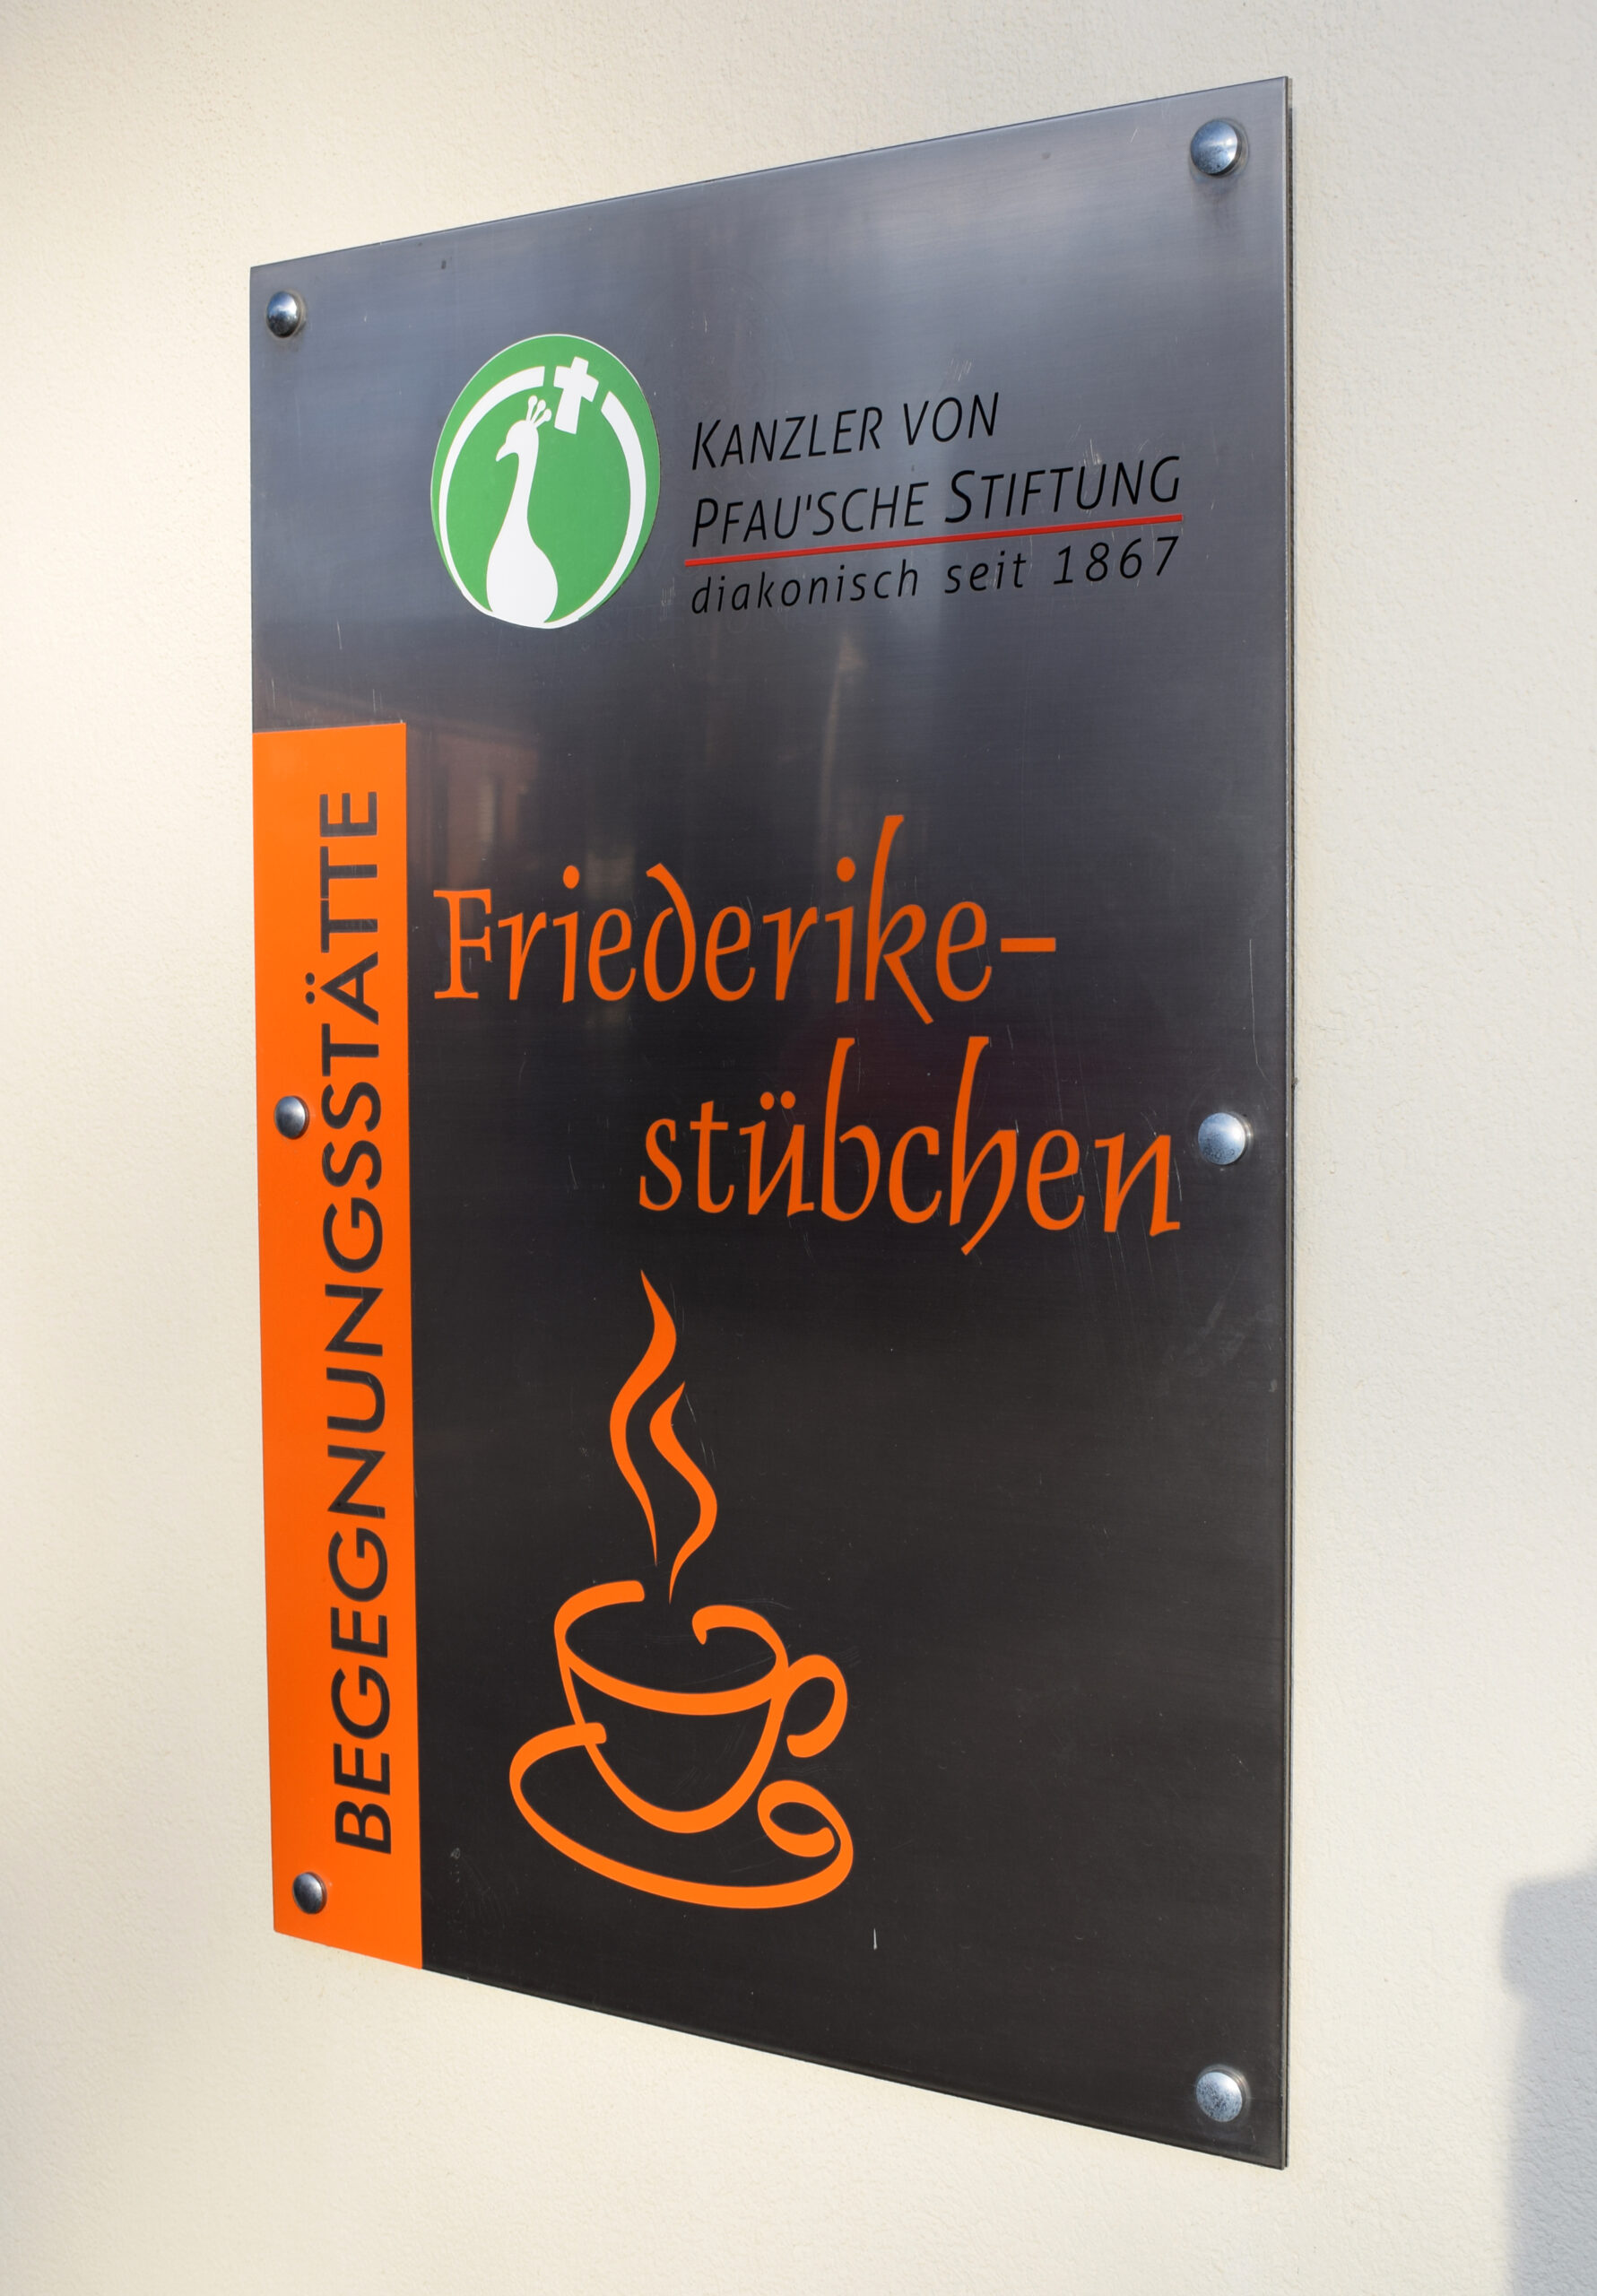 KANZLER VON
PFAU'SCHE STIFTUNG
diakonisch seit 1867
BEGEGNUNGSSTÄTTE
Friederike-
stübchen